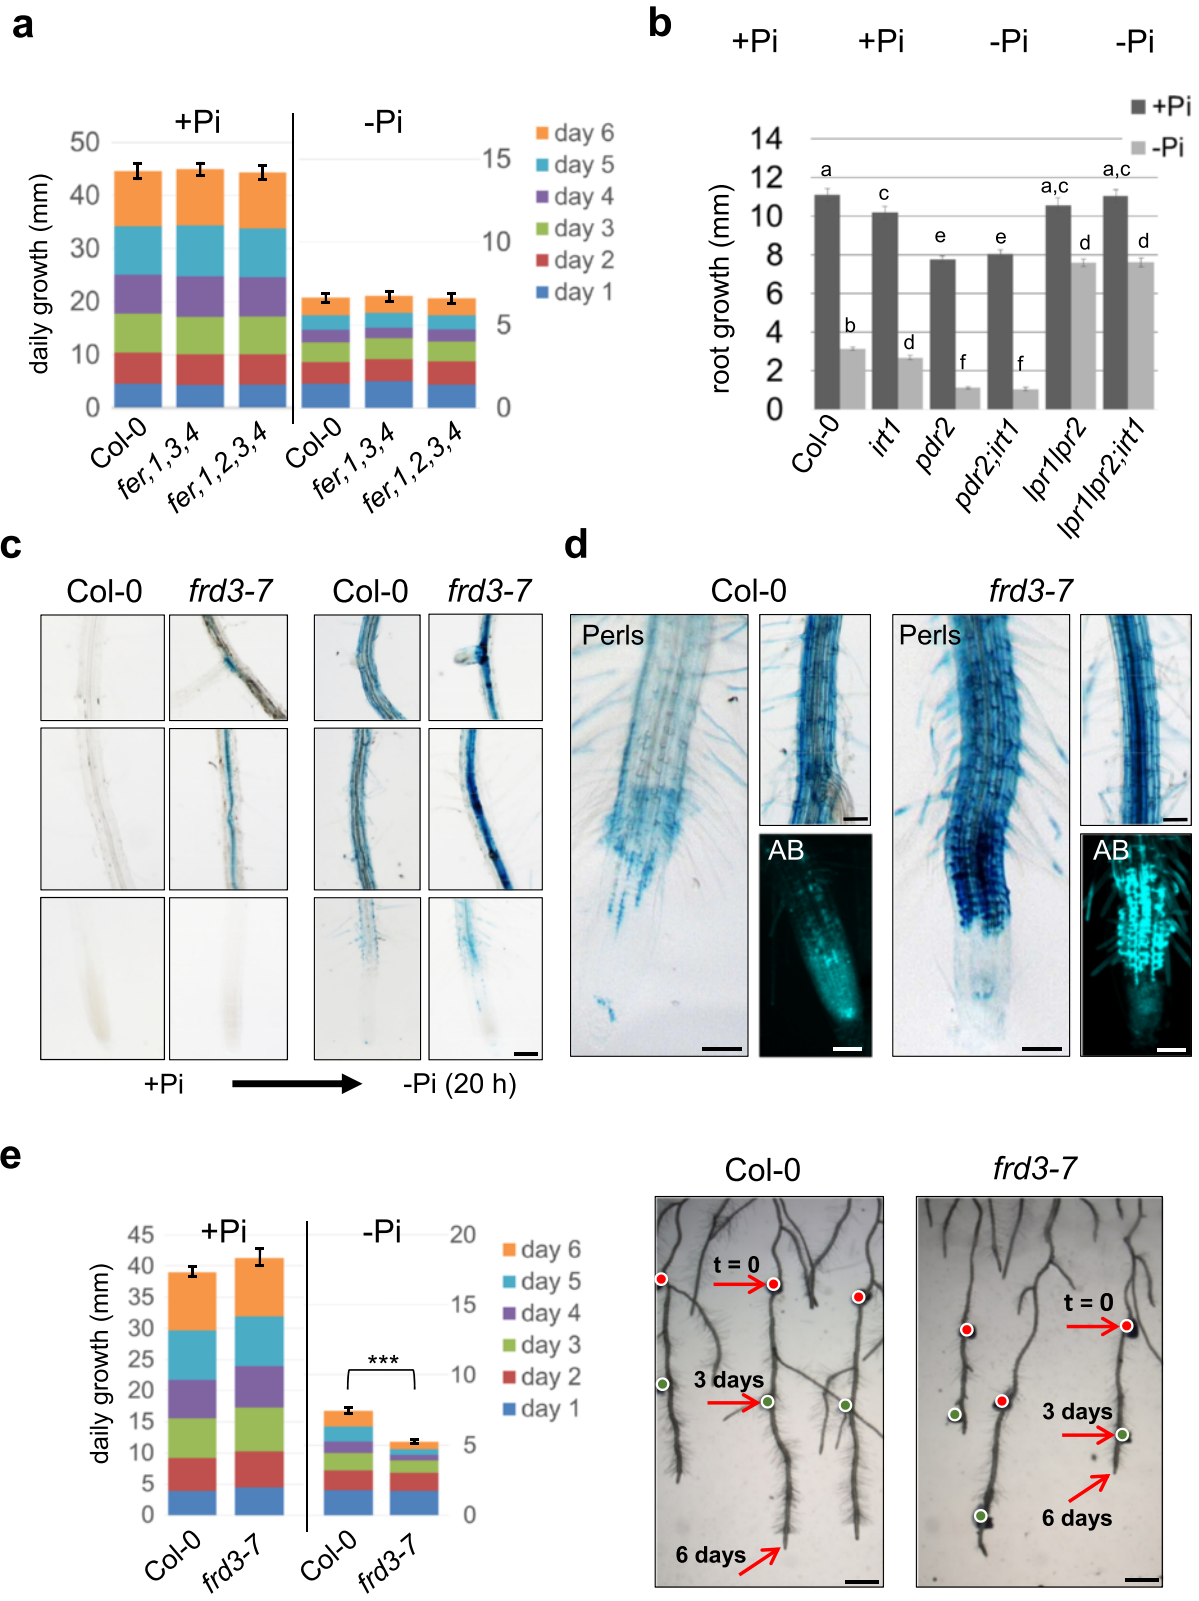 a
+Pi
-Pi
daily growth (mm)
50
40
30
20
10
0
15
10
5
0
day 6
day 5
day 4
day 3
day 2
day 1
Col-0
fer,1,3,4
fer,1,2,3,4
Col-0
fer,1,3,4
fer,1,2,3,4
b
+Pi +Pi -Pi -Pi
+Pi
-Pi
root growth (mm)
14
12
10
8
6
4
2
0
a
b
c
d
e
f
e
f
a,c
d
a,c
d
Col-0
irt1
pdr2
pdr2;irt1
lpr1lpr2
lpr1lpr2;irt1
c
Col-0 frd3-7 Col-0 frd3-7
+Pi -Pi (20 h)
d
Col-0 frd3-7
Perls
AB
Perls
AB
e
+Pi
-Pi
daily growth (mm)
45
40
35
30
25
20
15
10
5
0
20
15
10
5
0
***
day 6
day 5
day 4
day 3
day 2
day 1
Col-0
frd3-7
Col-0
frd3-7
Col-0
frd3-7
t = 0
3 days
6 days
t = 0
3 days
6 days